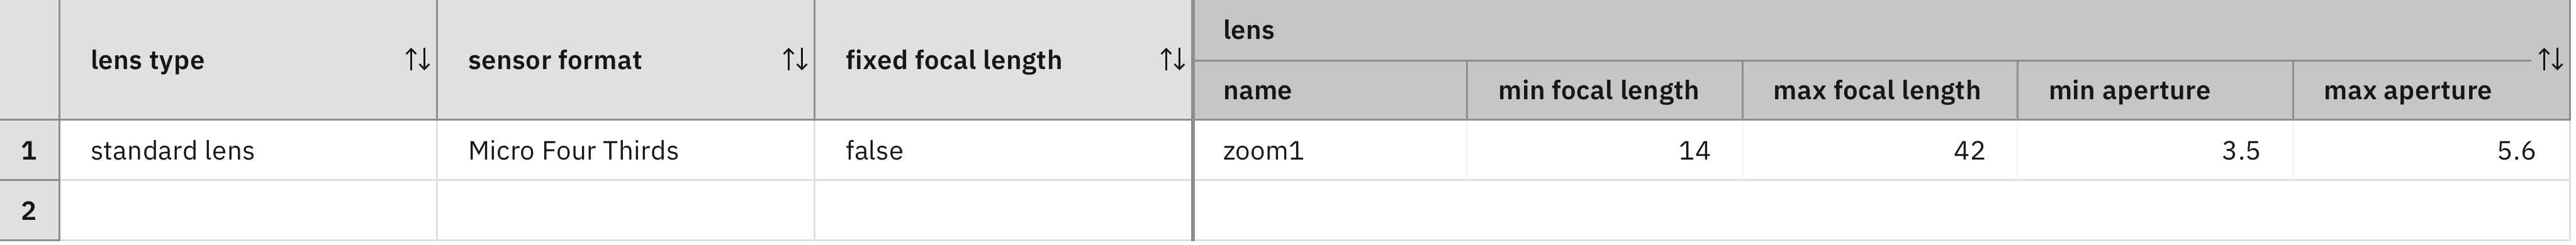 lens type ↑↓ sensor format ↑↓ fixed focal length ↑↓ lens ↑↓
name min focal length max focal length min aperture max aperture
1 standard lens Micro Four Thirds false zoom1 14 42 3.5 5.6
2